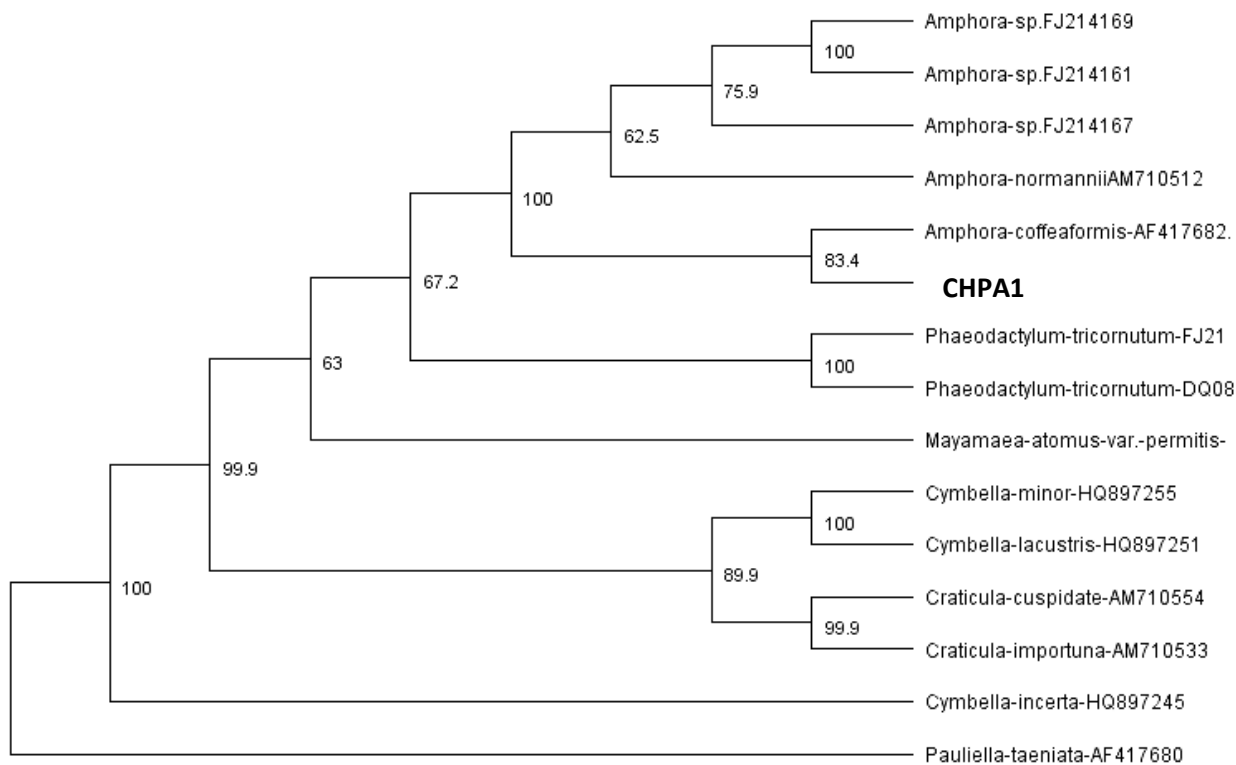 Amphora-sp.FJ214169
100
Amphora-sp.FJ214161
75.9
Amphora-sp.FJ214167
62.5
Amphora-normanniiAM710512
100
Amphora-coffeaformis-AF417682.
83.4
CHPA1
67.2
Phaeodactylum-tricornutum-FJ21
63
100
Phaeodactylum-tricornutum-DQ08
Mayamaea-atomus-var.-permitis-
99.9
Cymbella-minor-HQ897255
100
Cymbella-lacustris-HQ897251
89.9
100
Craticula-cuspidate-AM710554
99.9
Craticula-importuna-AM710533
Cymbella-incerta-HQ897245
Pauliella-taeniata-AF417680